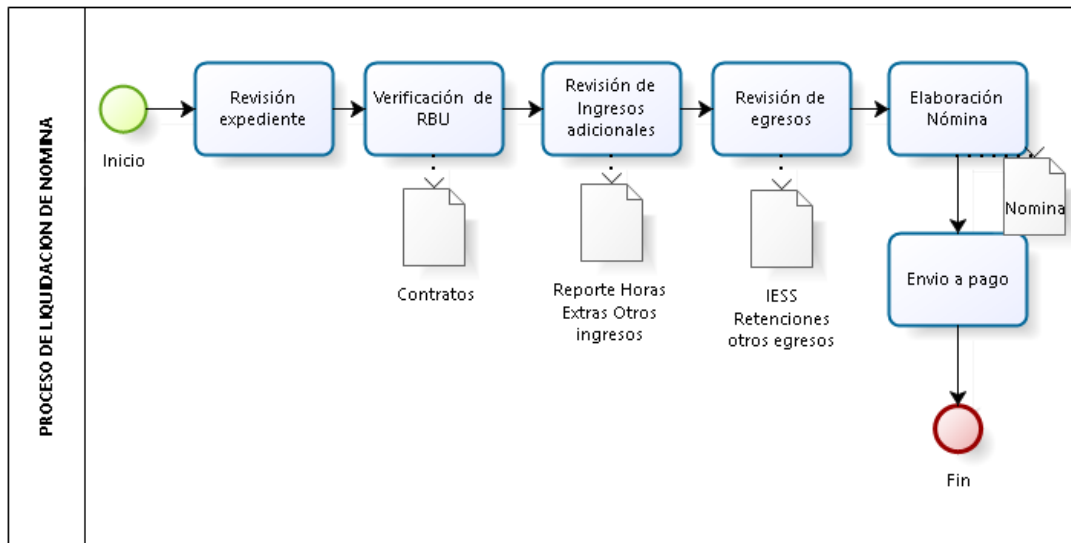 PROCESO DE LIQUIDACION DE NOMINA
Inicio
Revisión
expediente
Verificación de
RBU
Revisión de
Ingresos
adicionales
Revisión de
egresos
Elaboración
Nómina
Contratos
Reporte Horas
Extras Otros
ingresos
IESS
Retenciones
otros egresos
Nomina
Envio a pago
Fin